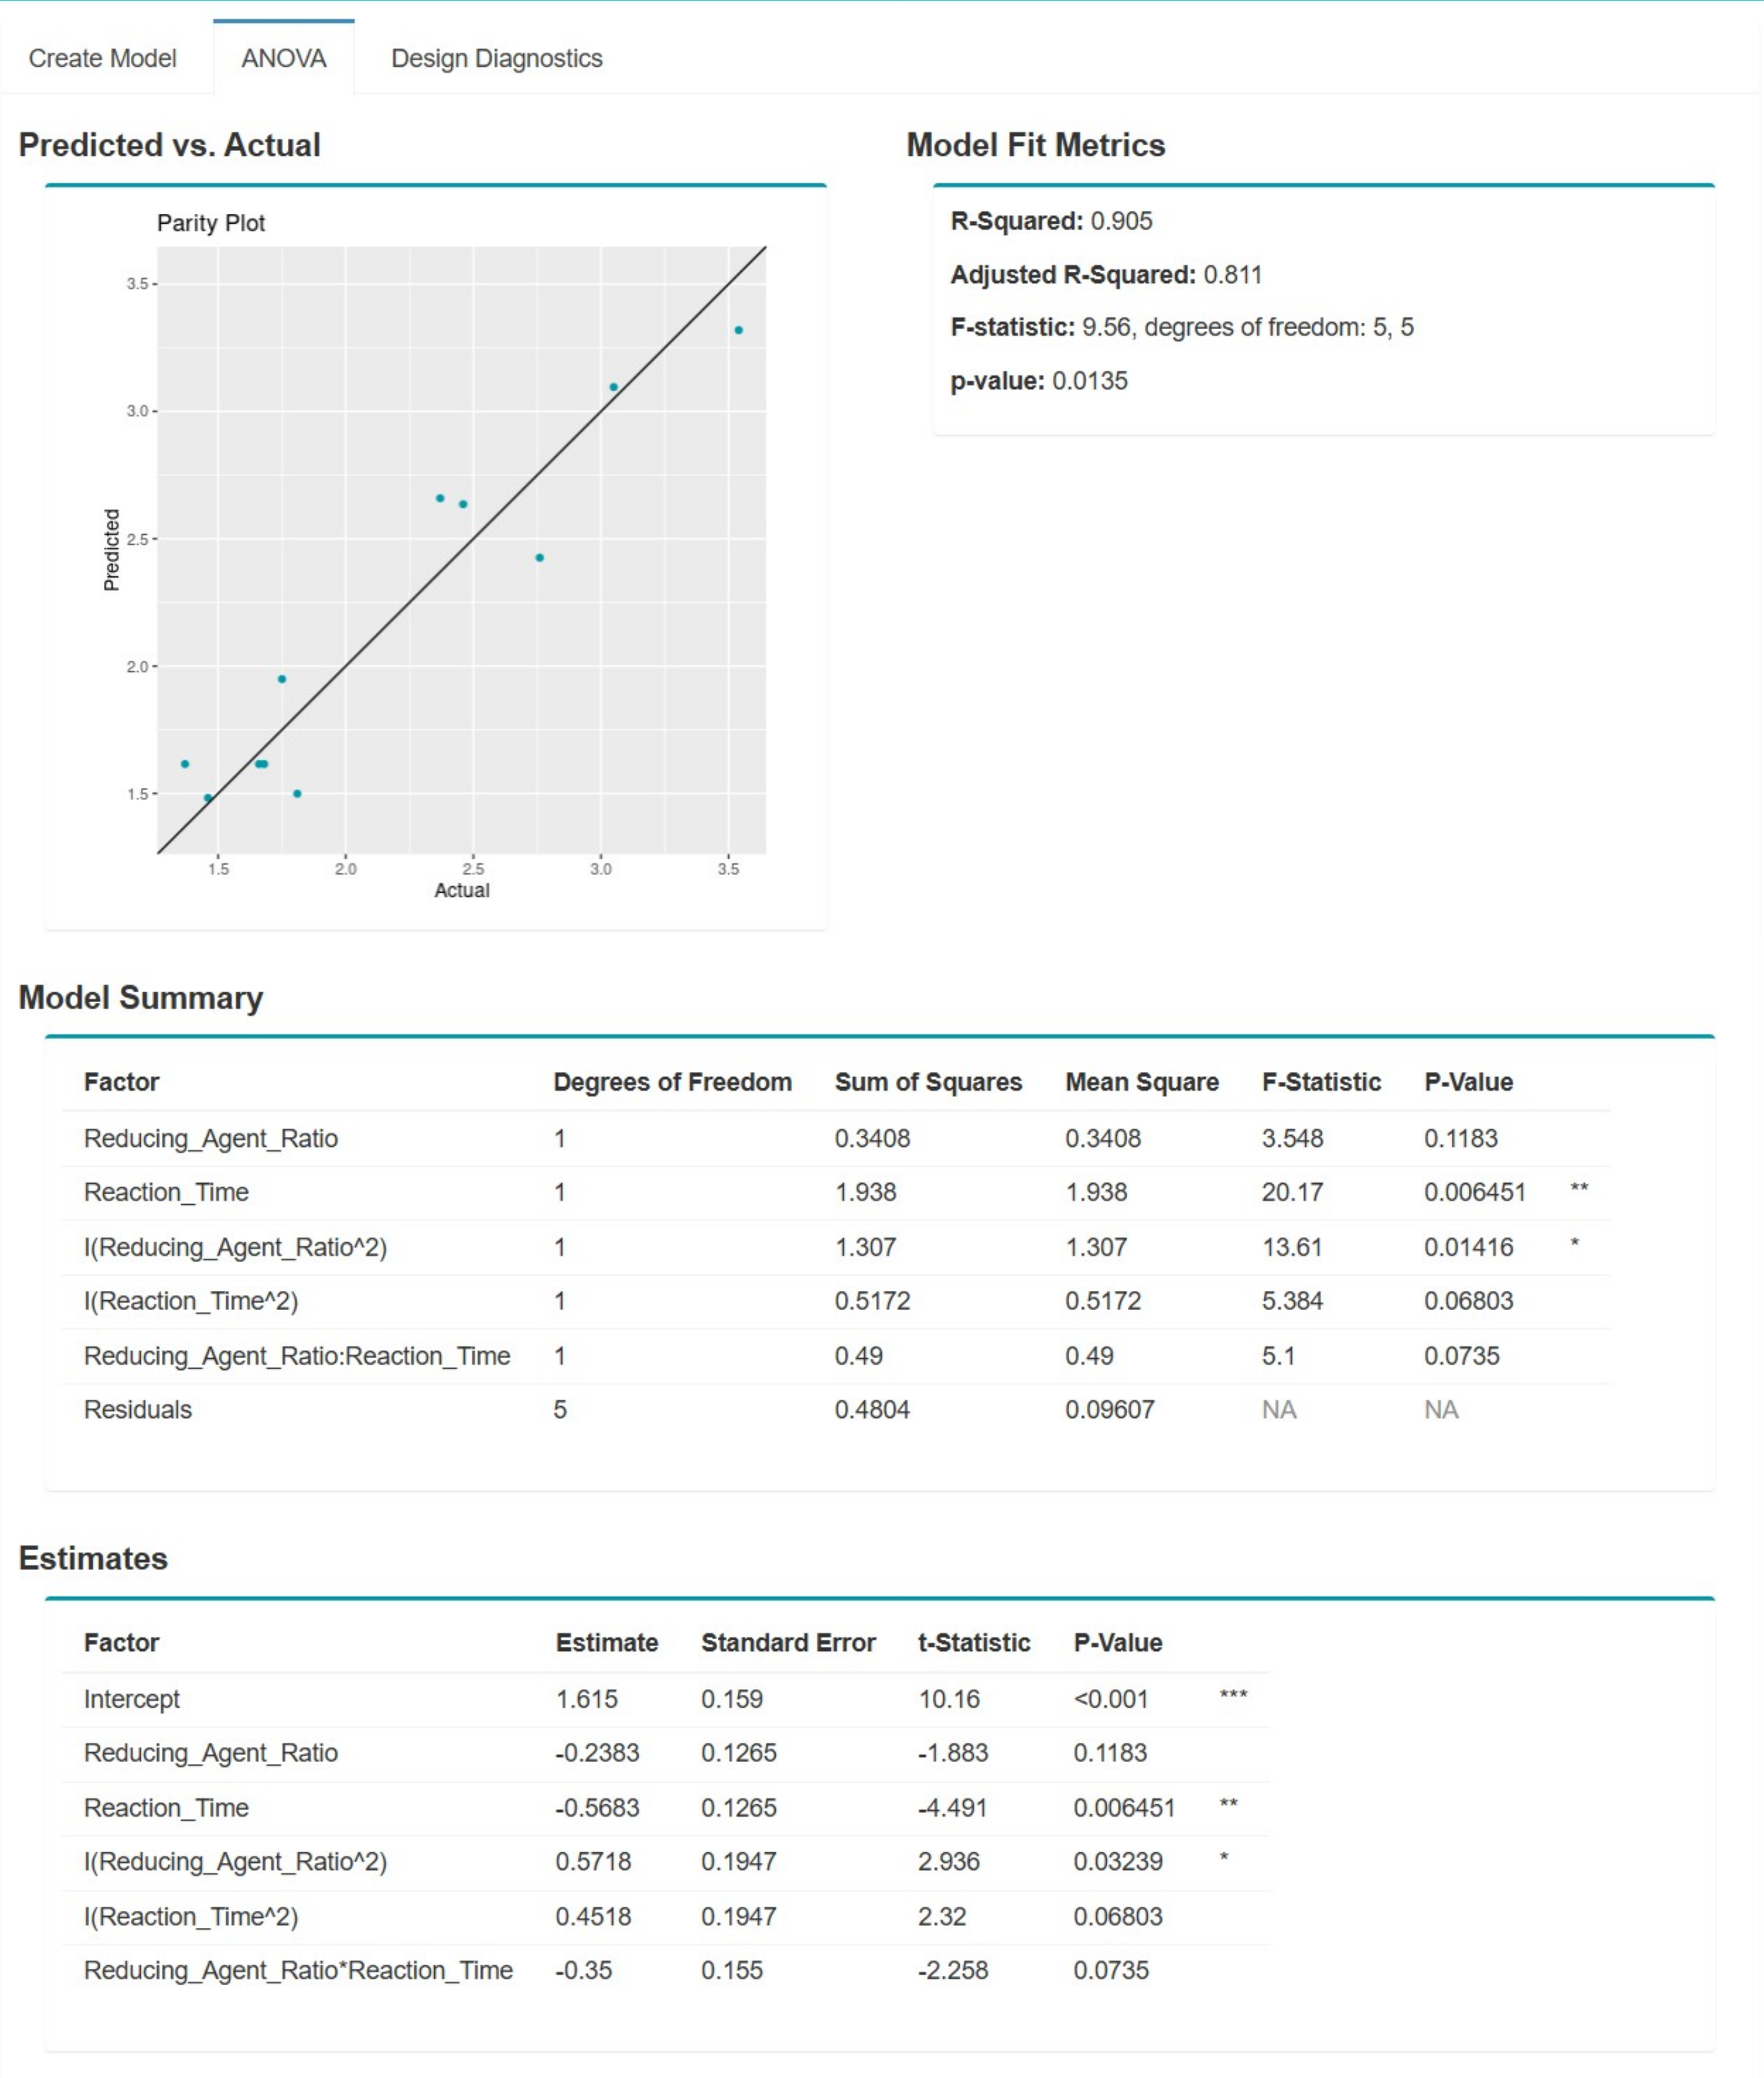 Create Model ANOVA Design Diagnostics
Predicted vs. Actual
Parity Plot
3.5
3.0
2.5
2.0
1.5
Predicted
1.5 2.0 2.5 3.0 3.5
Actual
Model Fit Metrics
R-Squared: 0.905
Adjusted R-Squared: 0.811
F-statistic: 9.56, degrees of freedom: 5, 5
p-value: 0.0135
Model Summary
Factor Degrees of Freedom Sum of Squares Mean Square F-Statistic P-Value
Reducing_Agent_Ratio 1 0.3408 0.3408 3.548 0.1183
Reaction_Time 1 1.938 1.938 20.17 0.006451 **
I(Reducing_Agent_Ratio^2) 1 1.307 1.307 13.61 0.01416 *
I(Reaction_Time^2) 1 0.5172 0.5172 5.384 0.06803
Reducing_Agent_Ratio:Reaction_Time 1 0.49 0.49 5.1 0.0735
Residuals 5 0.4804 0.09607 NA NA
Estimates
Factor Estimate Standard Error t-Statistic P-Value
Intercept 1.615 0.159 10.16 <0.001 ***
Reducing_Agent_Ratio -0.2383 0.1265 -1.883 0.1183
Reaction_Time -0.5683 0.1265 -4.491 0.006451 **
I(Reducing_Agent_Ratio^2) 0.5718 0.1947 2.936 0.03239 *
I(Reaction_Time^2) 0.4518 0.1947 2.32 0.06803
Reducing_Agent_Ratio*Reaction_Time -0.35 0.155 -2.258 0.0735